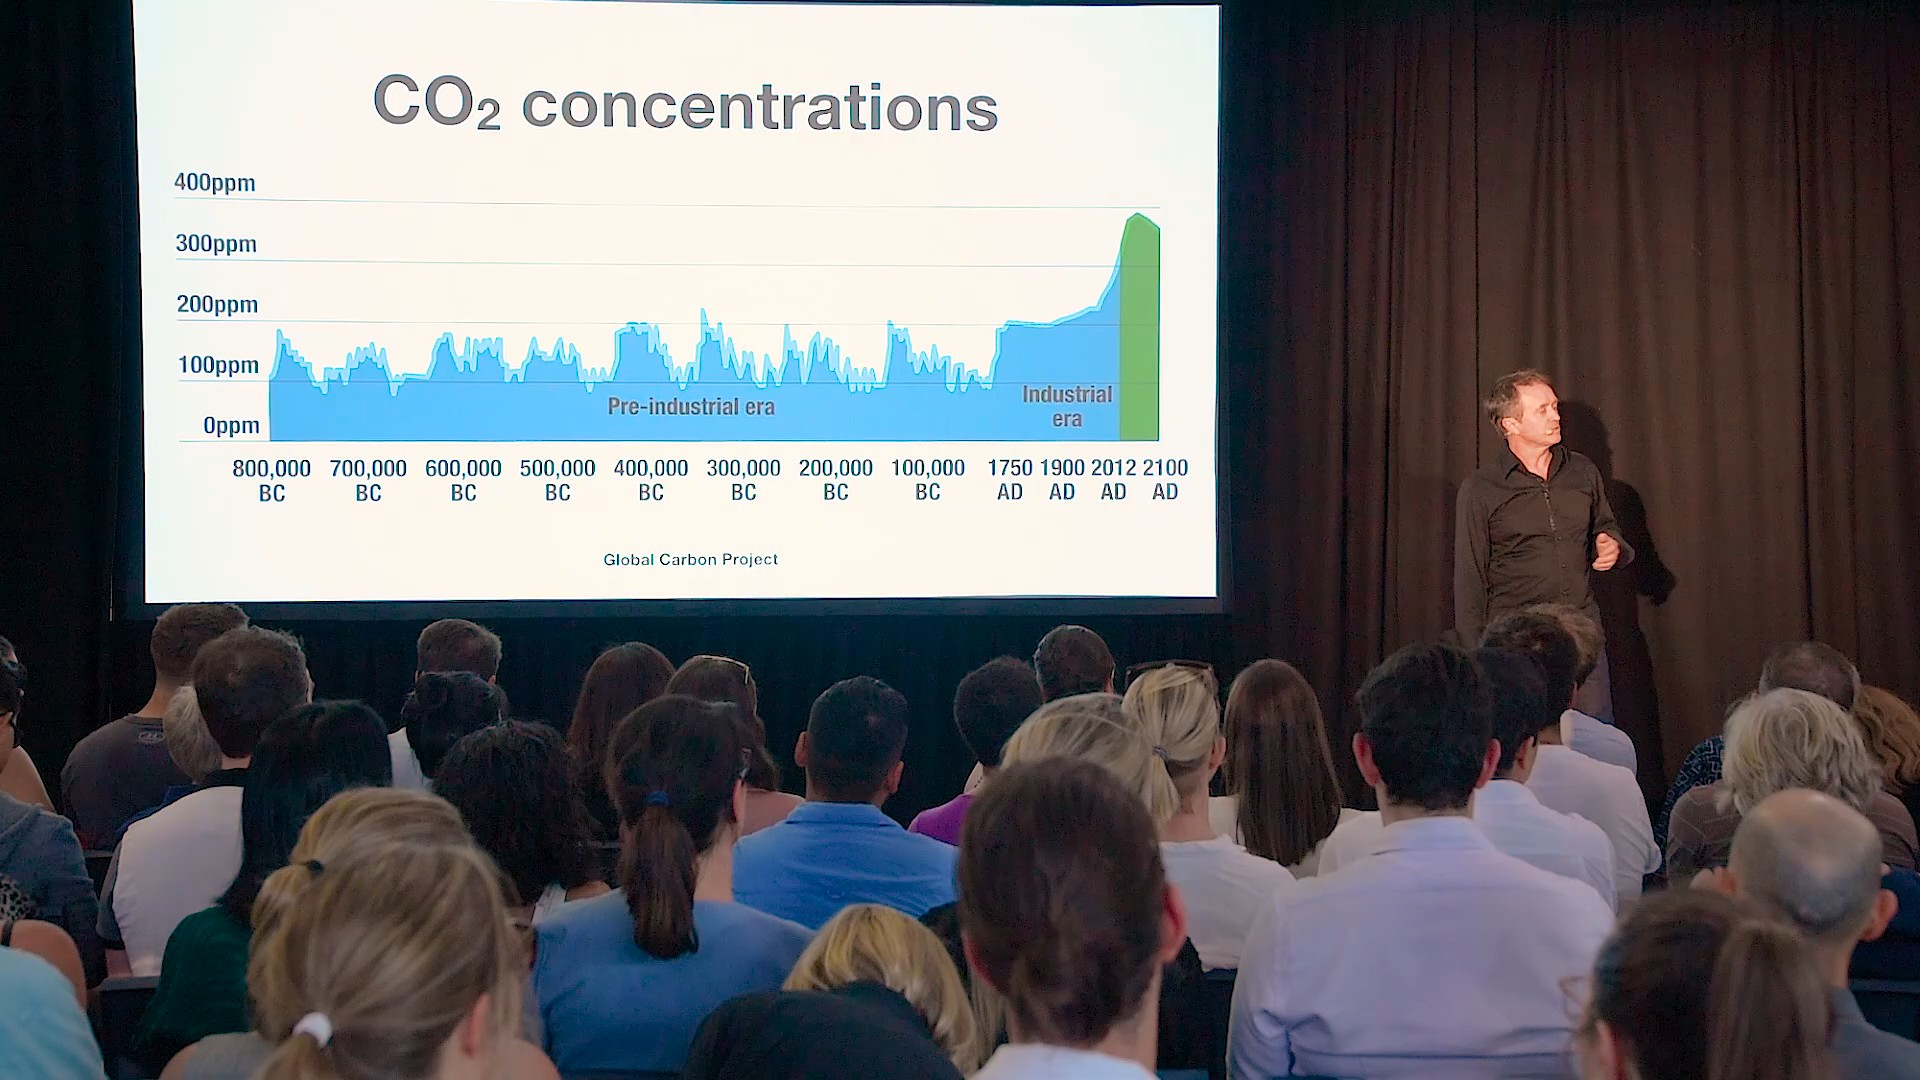 CO₂ concentrations
400ppm
300ppm
200ppm
100ppm
0ppm
Pre-industrial era
Industrial
era
800,000 700,000 600,000 500,000 400,000 300,000 200,000 100,000 1750 1900 2012 2100
BC BC BC BC BC BC BC BC AD AD AD AD
Global Carbon Project